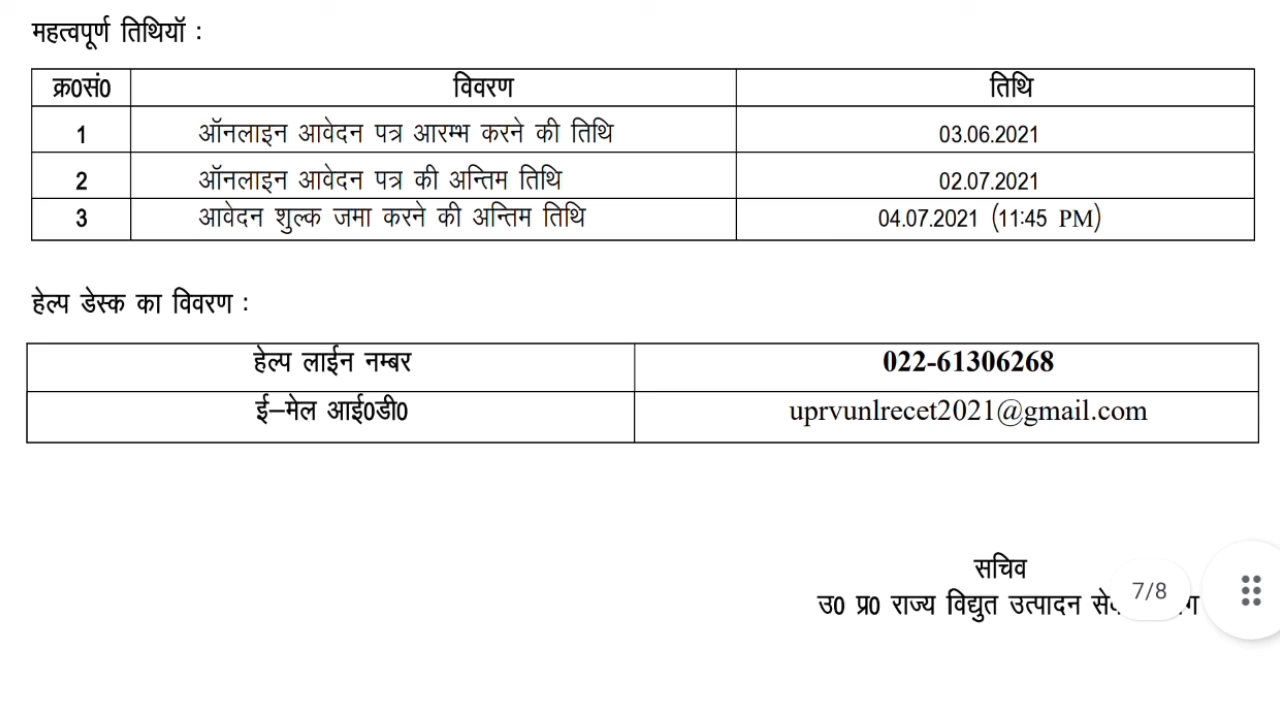 महत्वपूर्ण तिथियॉ :
क्र0सं0 विवरण तिथि
1 ऑनलाइन आवेदन पत्र आरम्भ करने की तिथि 03.06.2021
2 ऑनलाइन आवेदन पत्र की अन्तिम तिथि 02.07.2021
3 आवेदन शुल्क जमा करने की अन्तिम तिथि 04.07.2021 (11:45 PM)
हेल्प डेस्क का विवरण :
हेल्प लाईन नम्बर 022-61306268
ई–मेल आई0डी0 uprvunlrecet2021@gmail.com
सचिव
7/8
उ0 प्र0 राज्य विद्युत उत्पादन